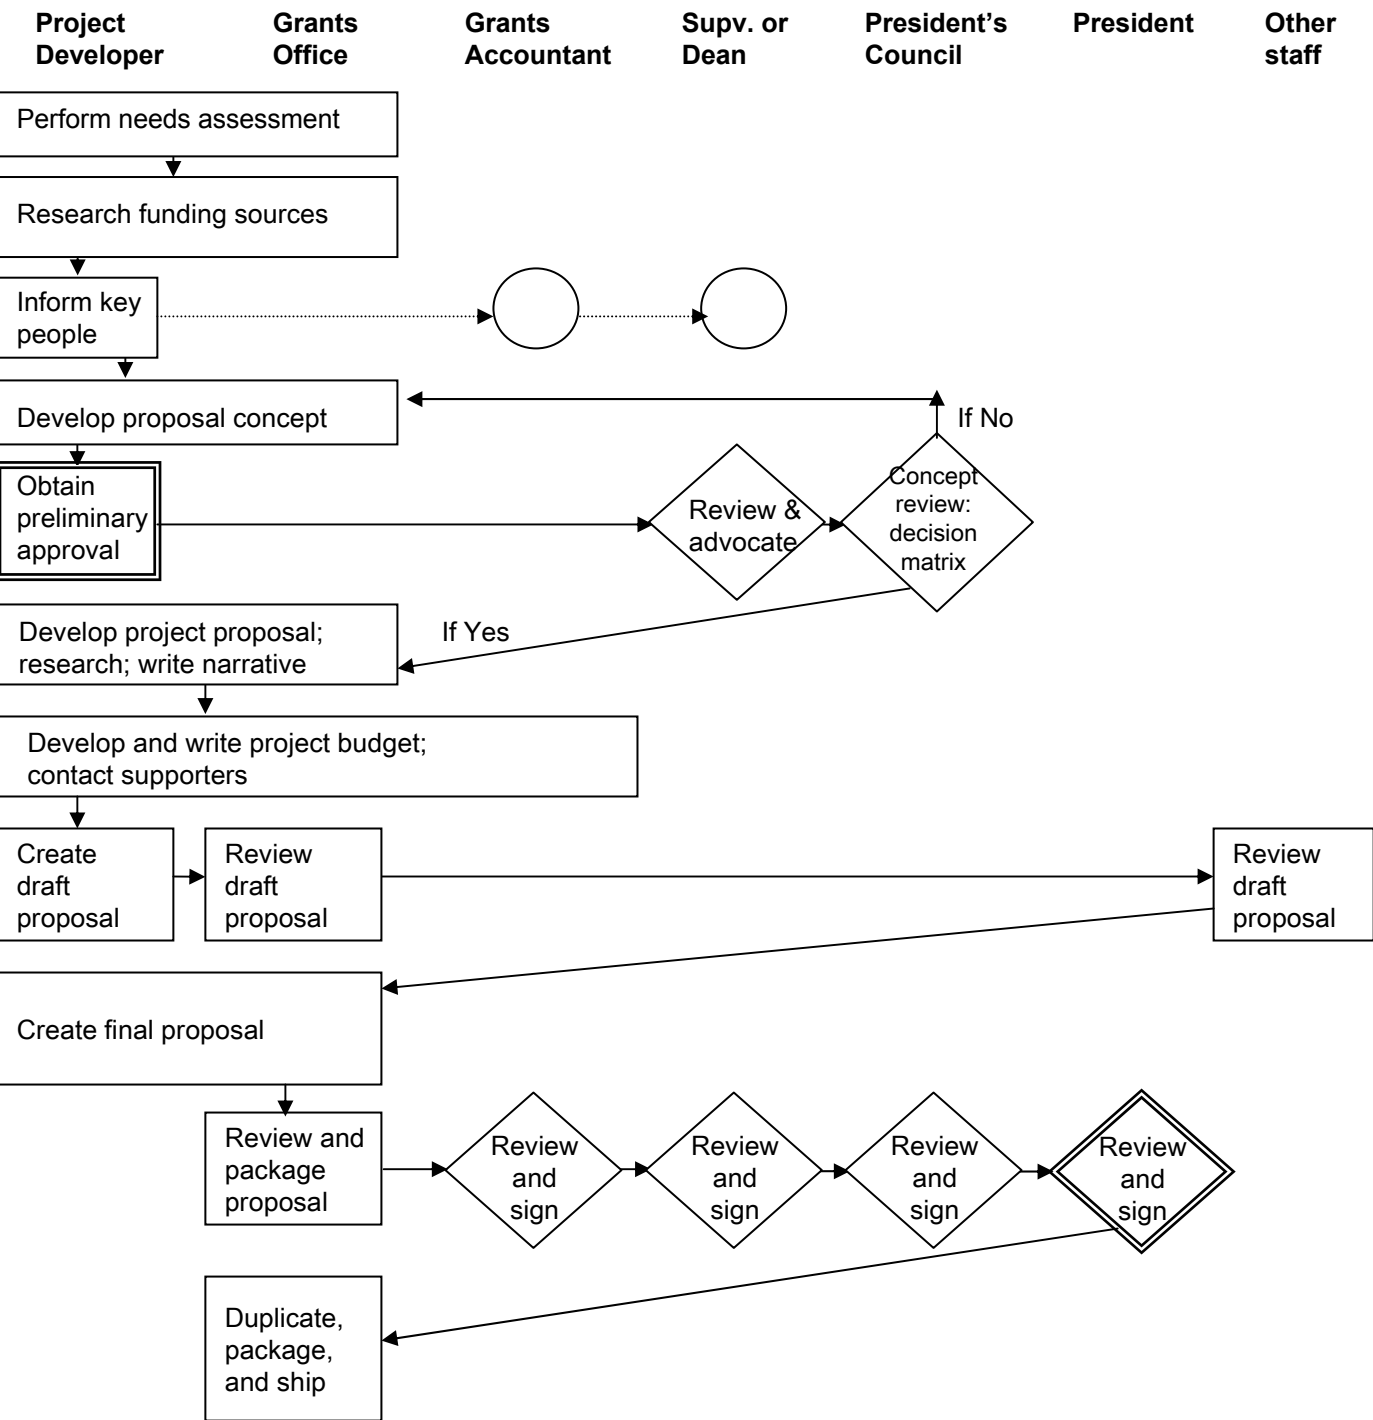 Project
Developer
Grants
Office
Grants
Accountant
Supv. or
Dean
President’s
Council
President
Other
staff
Perform needs assessment
Research funding sources
Inform key
people
Develop proposal concept
If No
Obtain
preliminary
approval
Review &
advocate
Concept
review:
decision
matrix
Develop project proposal;
research; write narrative
If Yes
Develop and write project budget;
contact supporters
Create
draft
proposal
Review
draft
proposal
Review
draft
proposal
Create final proposal
Review and
package
proposal
Review
and
sign
Review
and
sign
Review
and
sign
Review
and
sign
Duplicate,
package,
and ship